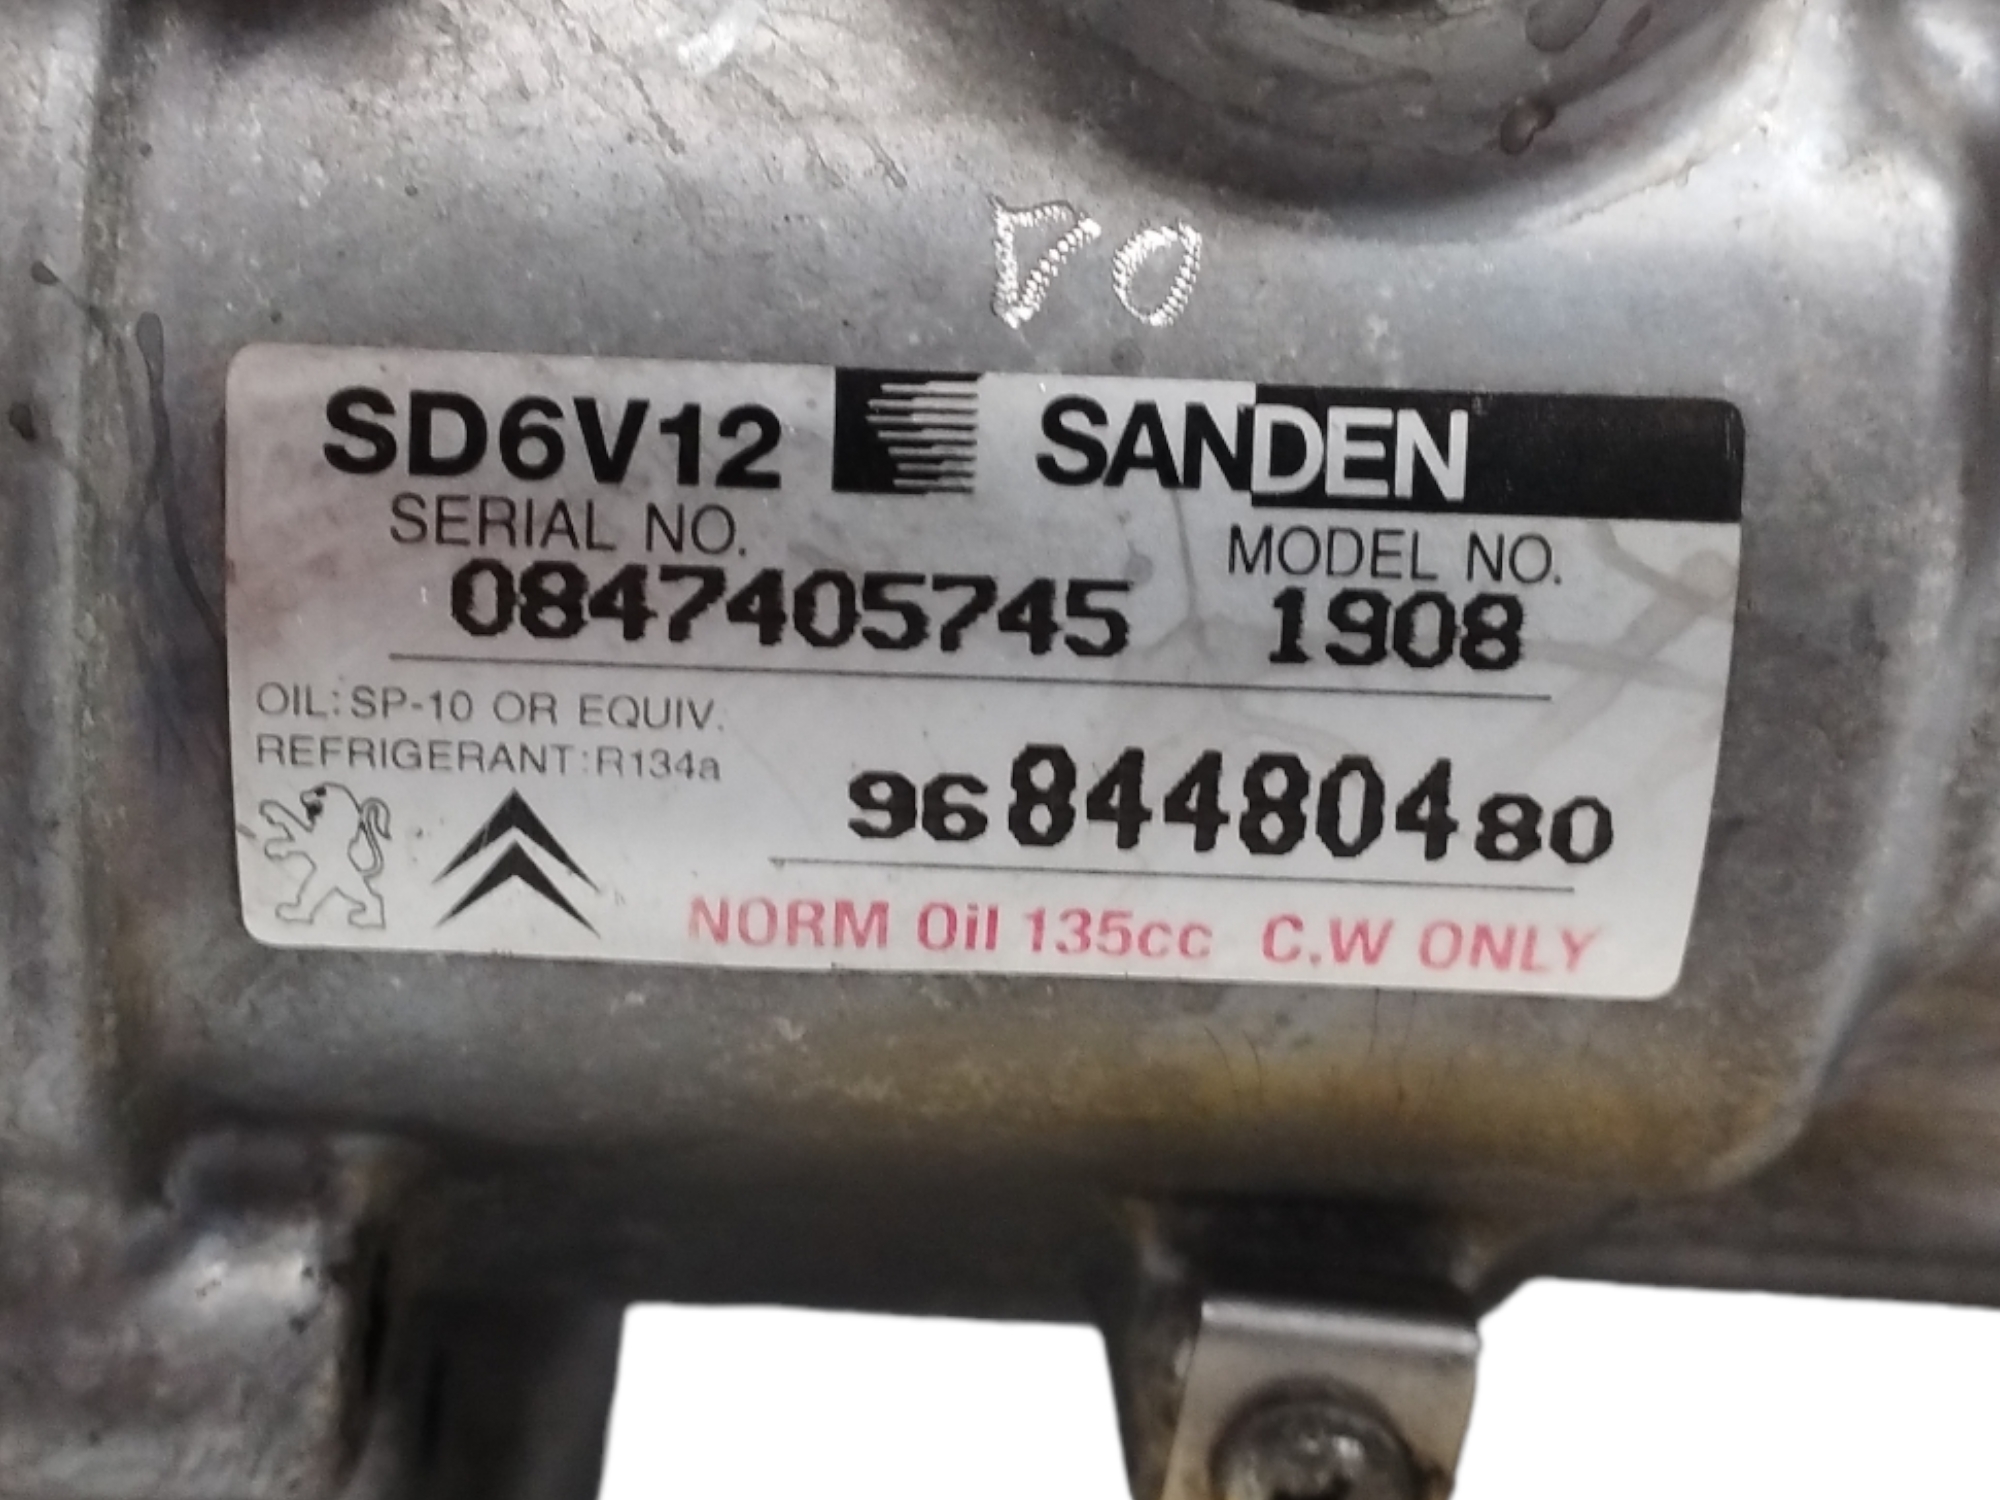 SD6V12 SANDEN
SERIAL NO. MODEL NO.
0847405745 1908
OIL:SP-10 OR EQUIV.
REFRIGERANT:R134a
9684480480
NORM Oil 135cc C.W ONLY